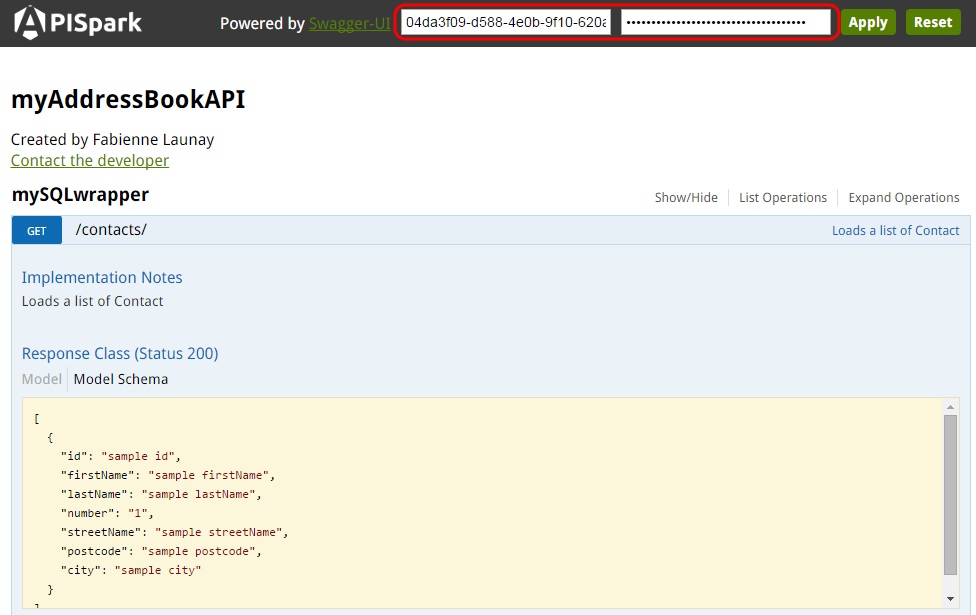 APISpark Powered by Swagger-UI 04da3f09-d588-4e0b-9f10-620a •••••••••••••••••••••••••••••••••••• Apply Reset
myAddressBookAPI
Created by Fabienne Launay
Contact the developer
mySQLwrapper Show/Hide List Operations Expand Operations
GET /contacts/ Loads a list of Contact
Implementation Notes
Loads a list of Contact
Response Class (Status 200)
Model Model Schema
[
{
"id": "sample id",
"firstName": "sample firstName",
"lastName": "sample lastName",
"number": "1",
"streetName": "sample streetName",
"postcode": "sample postcode",
"city": "sample city"
}
]